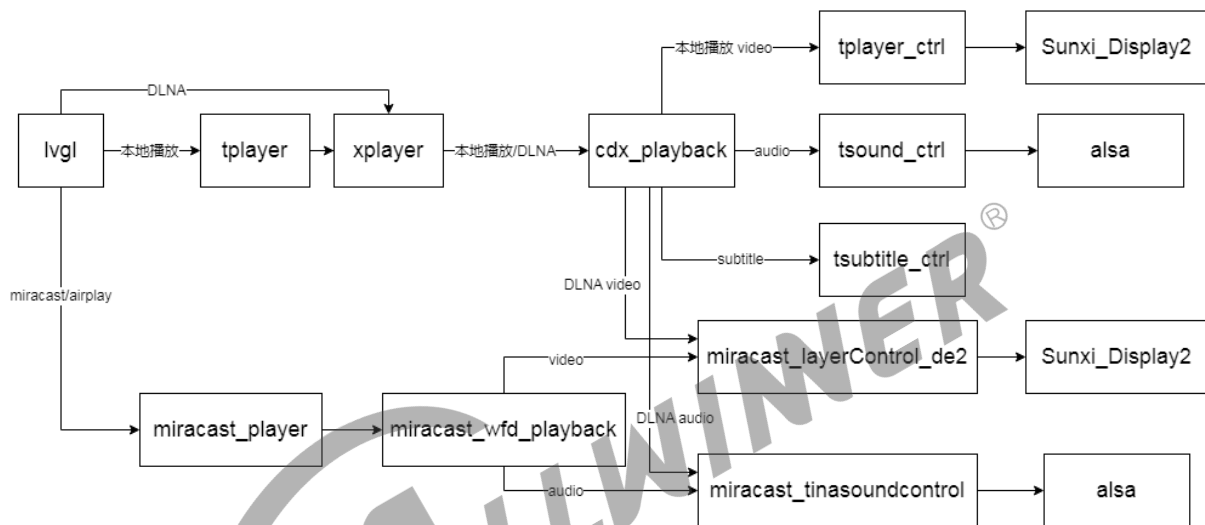 本地播放 video
tplayer_ctrl
Sunxi_Display2
DLNA
lvgl
本地播放
tplayer
xplayer
本地播放/DLNA
cdx_playback
audio
tsound_ctrl
alsa
subtitle
tsubtitle_ctrl
®
DLNA video
miracast/airplay
video
miracast_layerControl_de2
Sunxi_Display2
miracast_player
miracast_wfd_playback
DLNA audio
audio
miracast_tinasoundcontrol
alsa
ALLWINNER